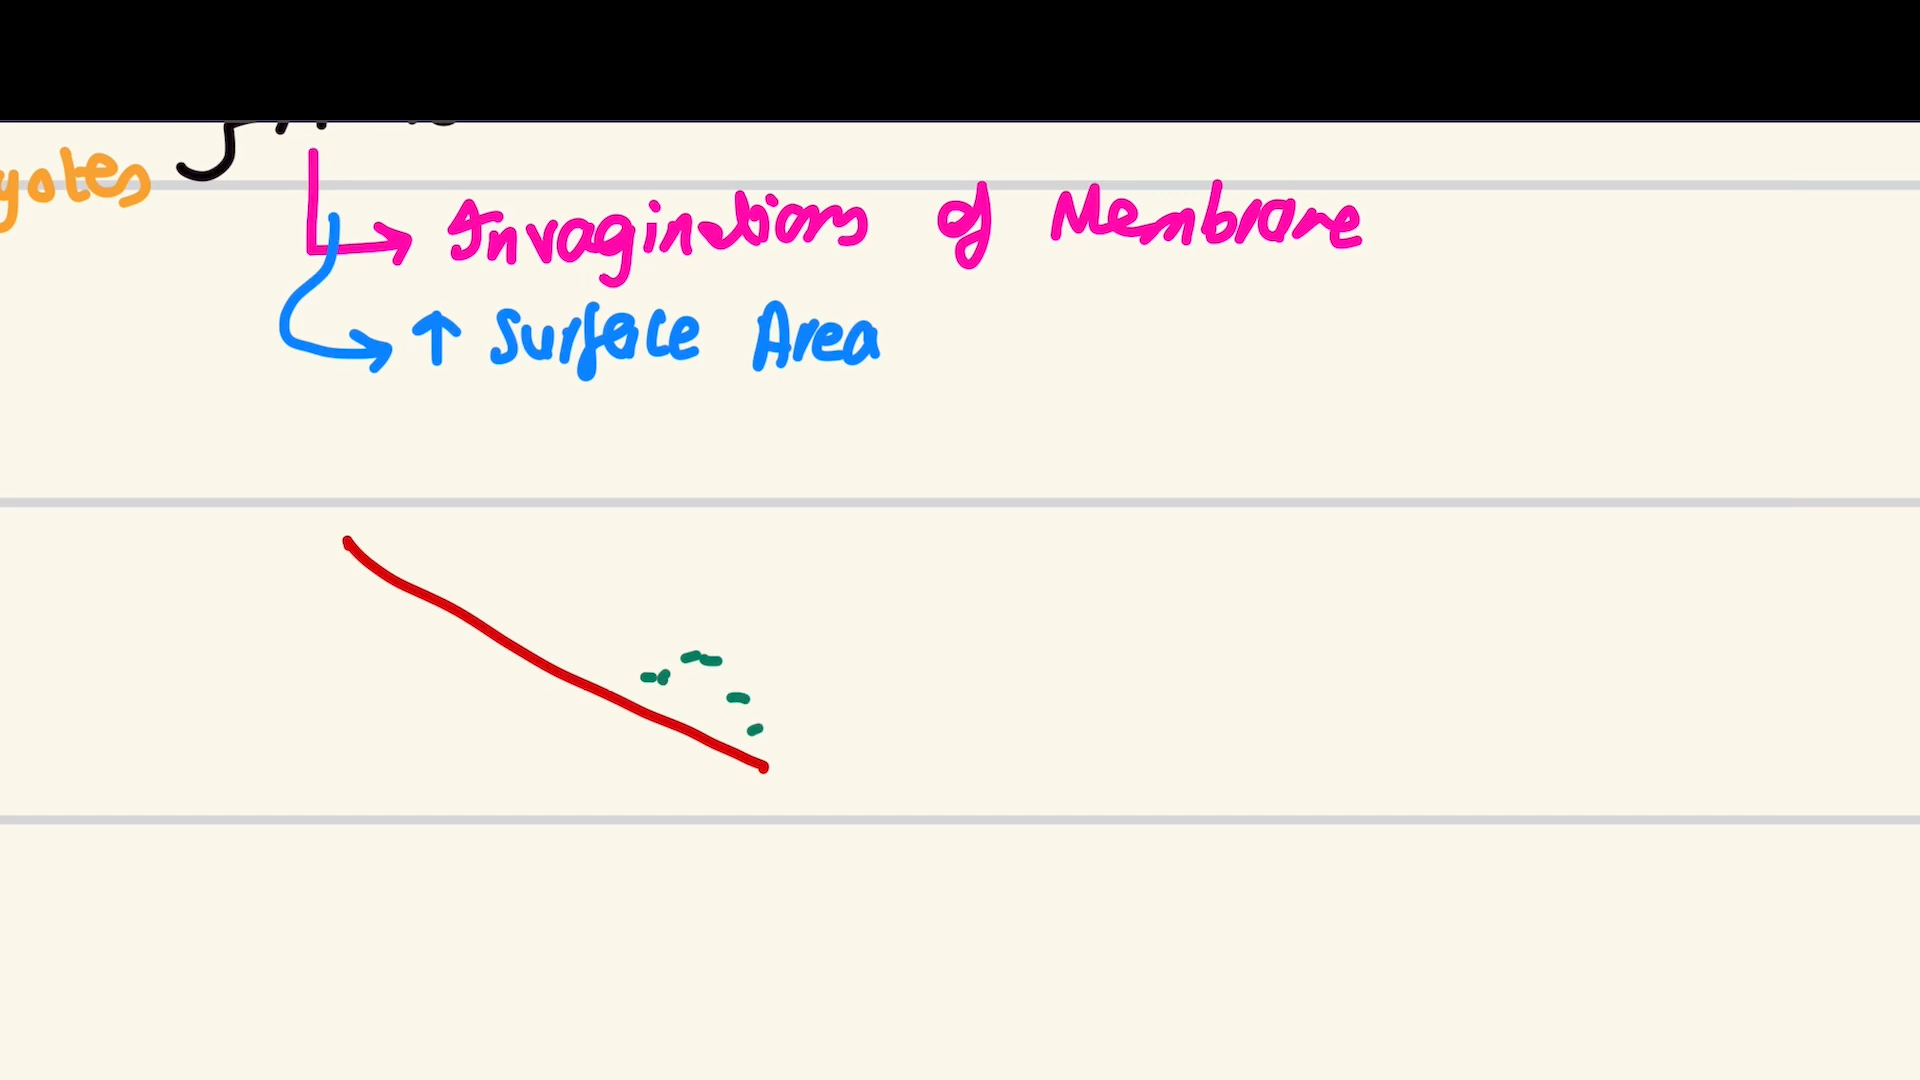 yotes
→ Invaginations of Membrane
→ ↑ Surface Area